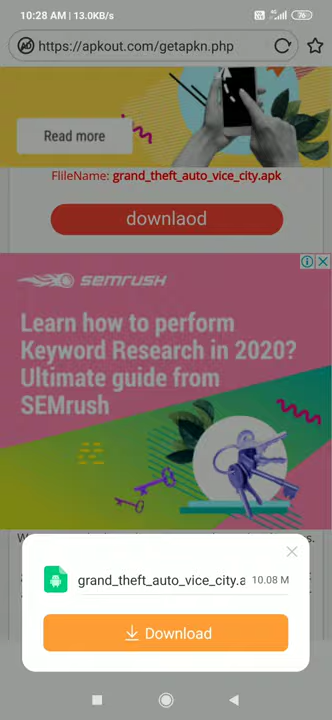 10:28 AM | 13.0KB/s
76
https://apkout.com/getapkn.php
Read more
FlileName: grand_theft_auto_vice_city.apk
downlaod
SEMRUSH
Learn how to perform
Keyword Research in 2020?
Ultimate guide from
SEMrush
grand_theft_auto_vice_city.a 10.08 M
Download